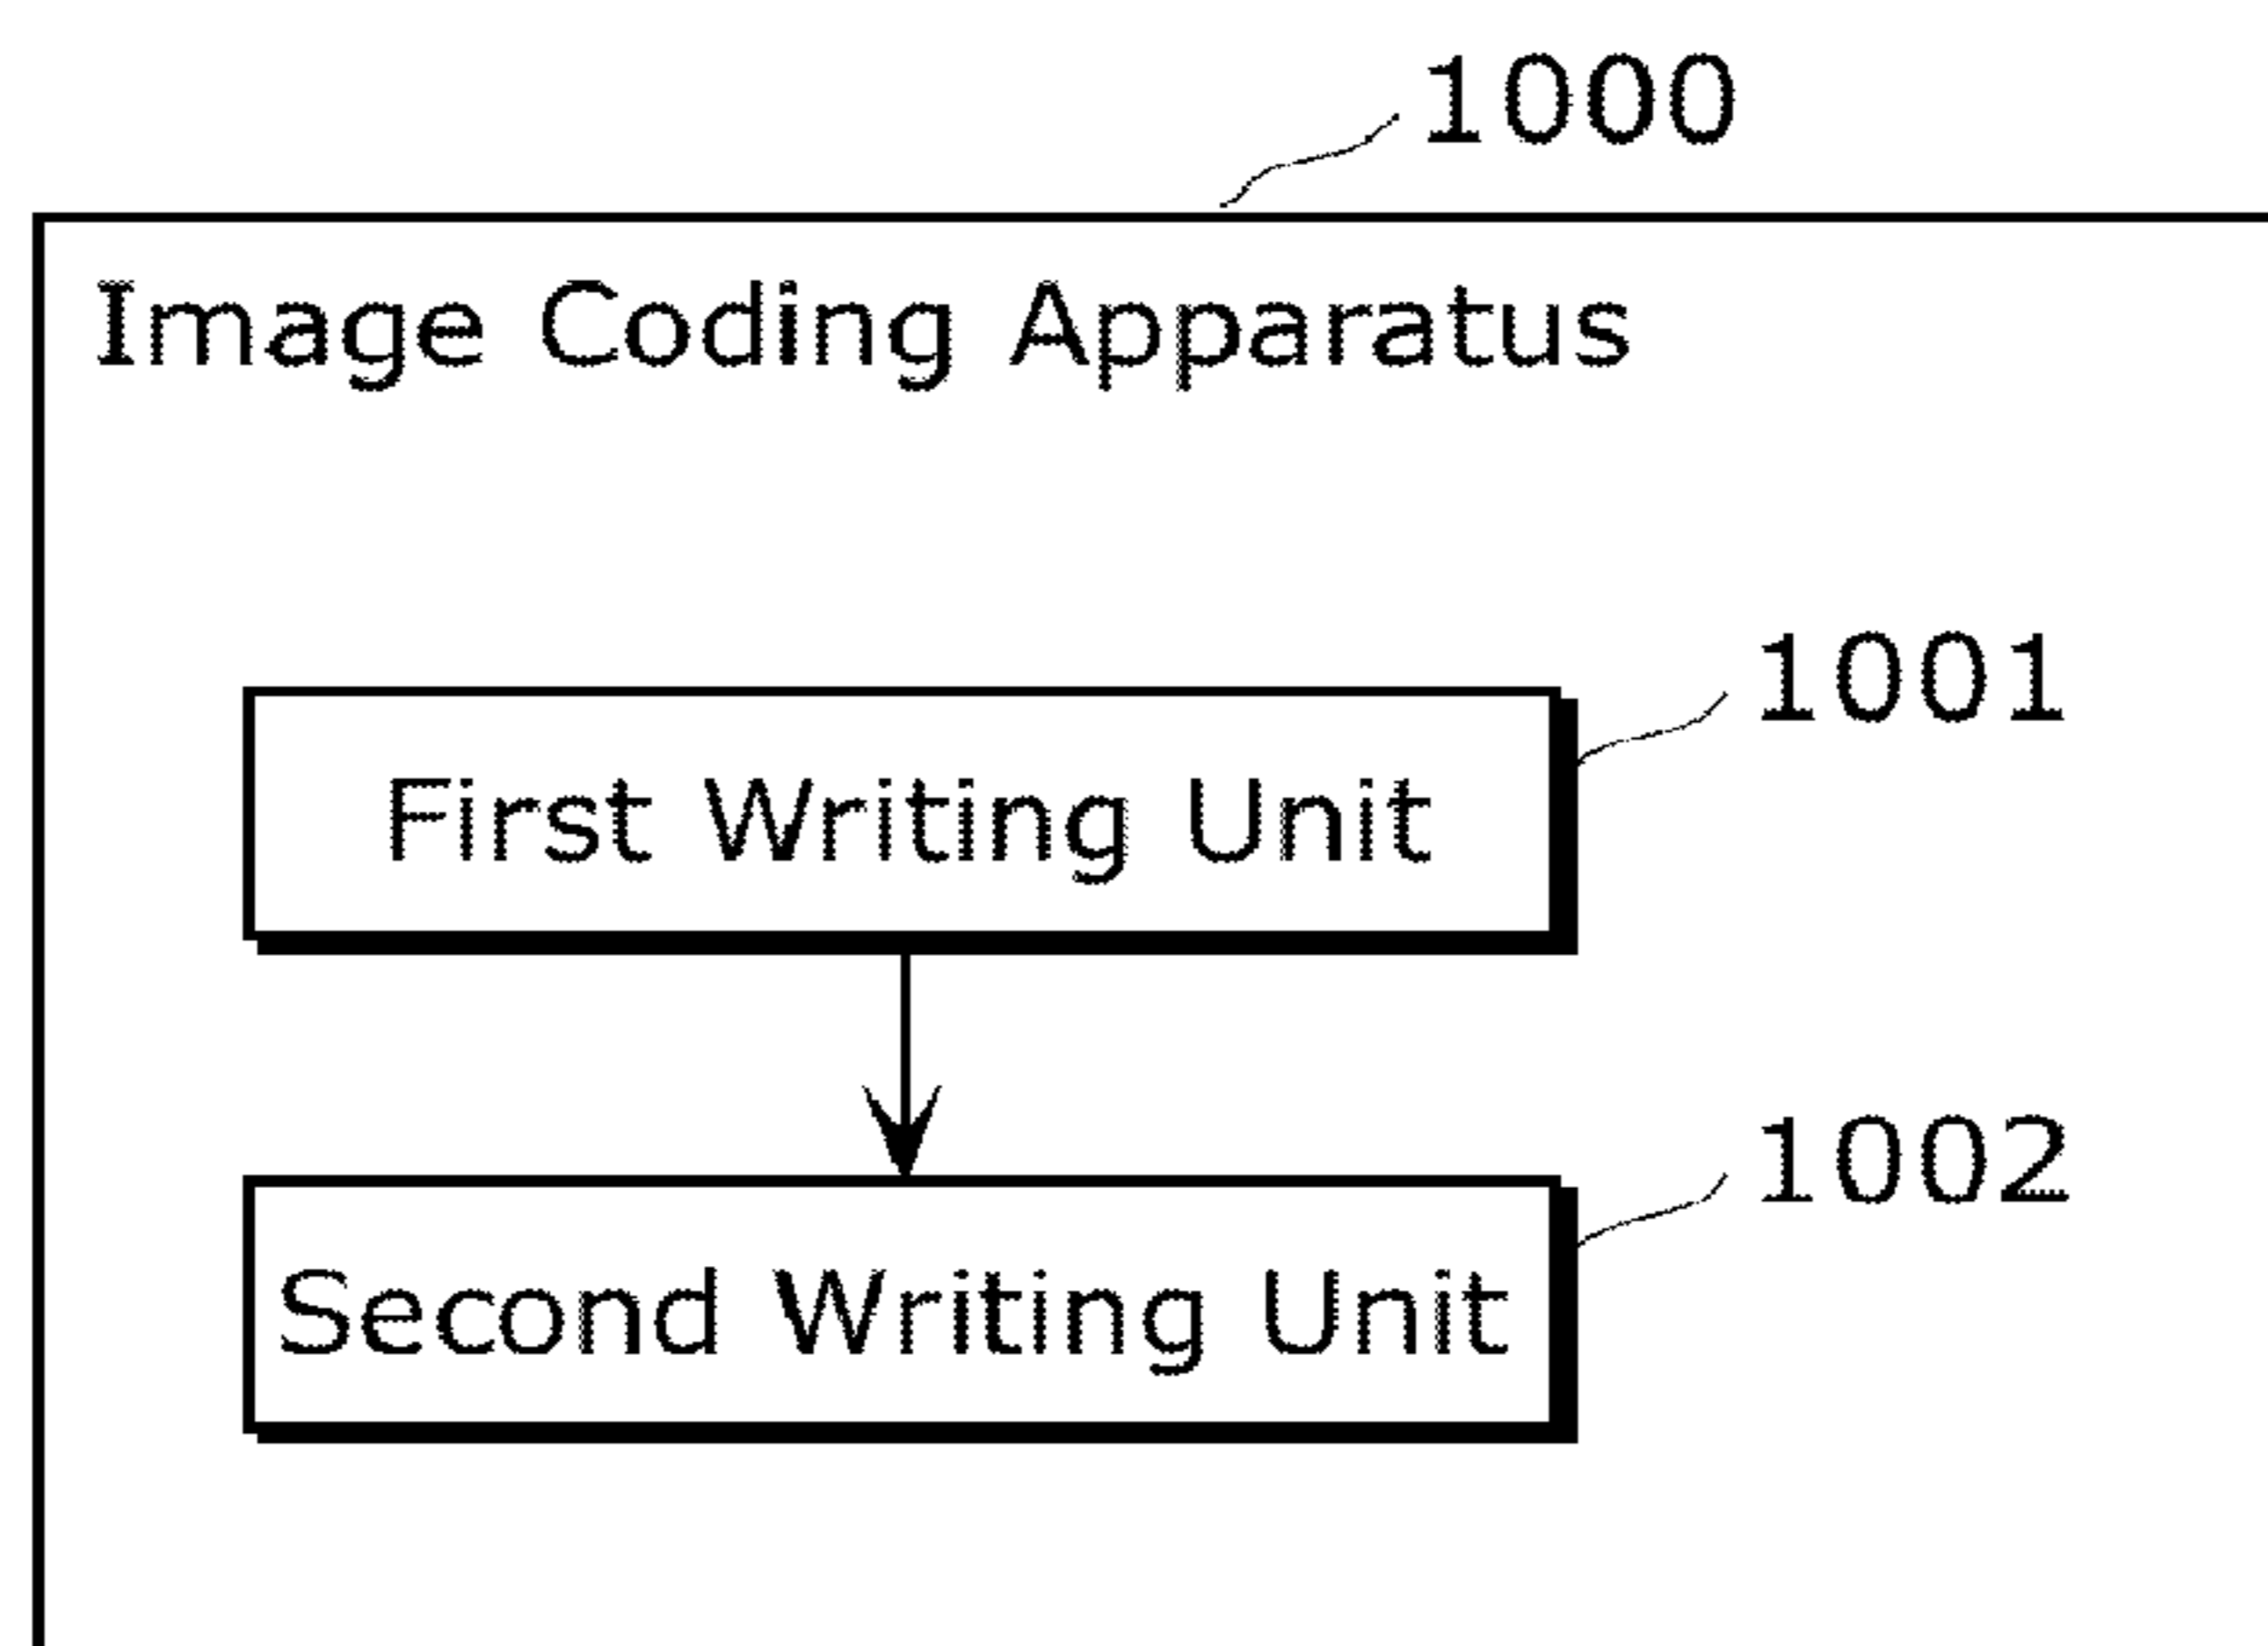 1000
Image Coding Apparatus
1001
First Writing Unit
1002
Second Writing Unit